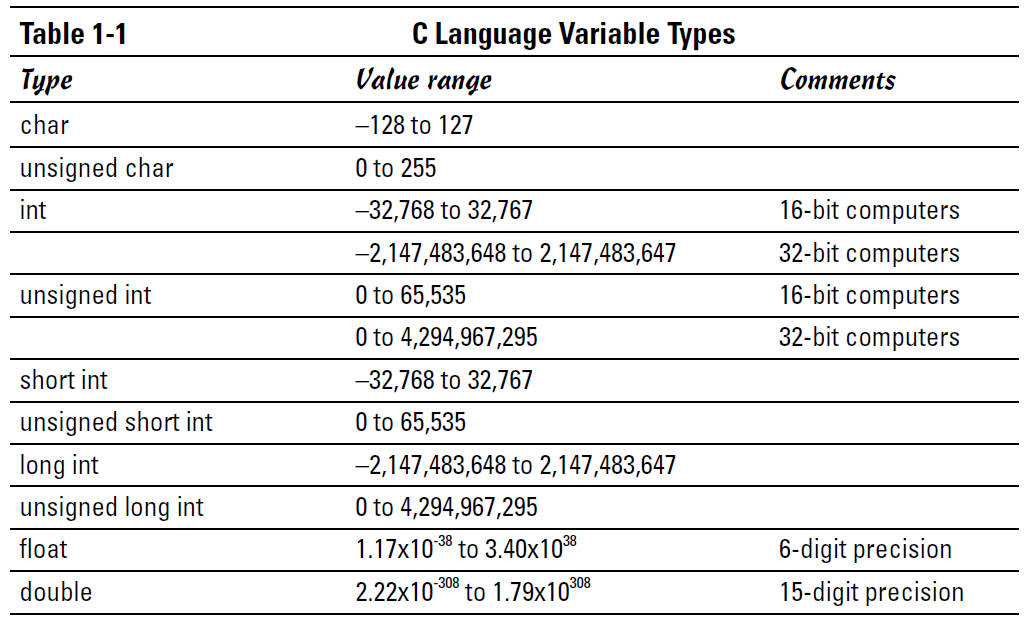 Table 1-1 C Language Variable Types
Type Value range Comments
char –128 to 127
unsigned char 0 to 255
int –32,768 to 32,767 16-bit computers
–2,147,483,648 to 2,147,483,647 32-bit computers
unsigned int 0 to 65,535 16-bit computers
0 to 4,294,967,295 32-bit computers
short int –32,768 to 32,767
unsigned short int 0 to 65,535
long int –2,147,483,648 to 2,147,483,647
unsigned long int 0 to 4,294,967,295
float 1.17x10⁻³⁸ to 3.40x10³⁸ 6-digit precision
double 2.22x10⁻³⁰⁸ to 1.79x10³⁰⁸ 15-digit precision